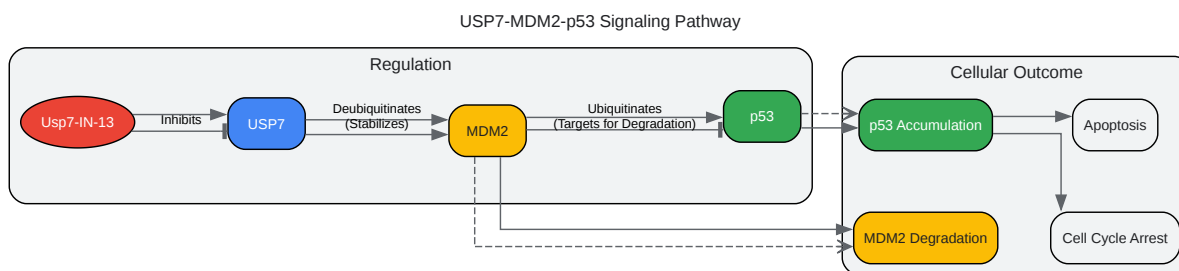 USP7-MDM2-p53 Signaling Pathway
Regulation
Cellular Outcome
Usp7-IN-13
Inhibits
USP7
Deubiquitinates
(Stabilizes)
MDM2
Ubiquitinates
(Targets for Degradation)
p53
p53 Accumulation
Apoptosis
MDM2 Degradation
Cell Cycle Arrest